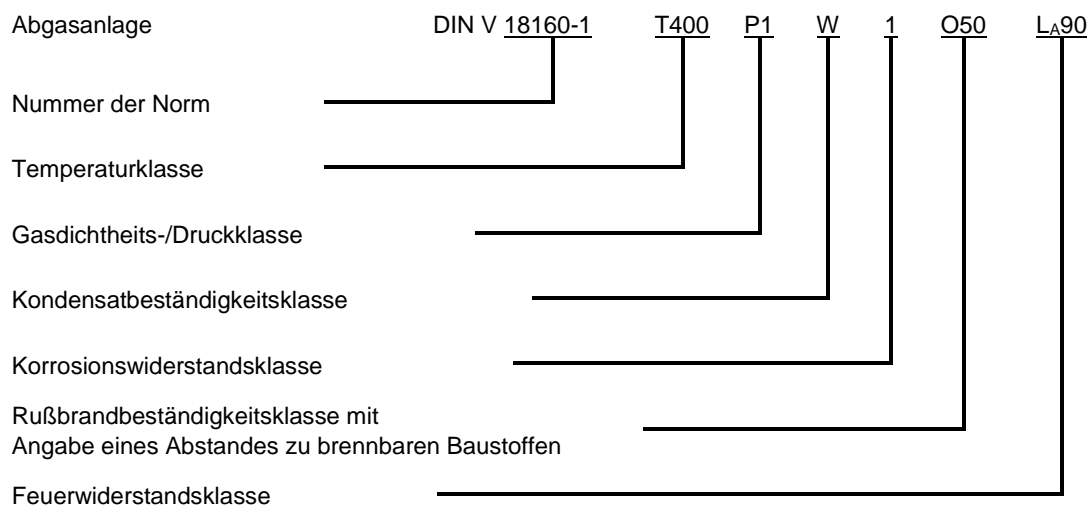 Abgasanlage DIN V 18160-1 T400 P1 W 1 O50 LA90
Nummer der Norm
Temperaturklasse
Gasdichtheits-/Druckklasse
Kondensatbeständigkeitsklasse
Korrosionswiderstandsklasse
Rußbrandbeständigkeitsklasse mit
Angabe eines Abstandes zu brennbaren Baustoffen
Feuerwiderstandsklasse